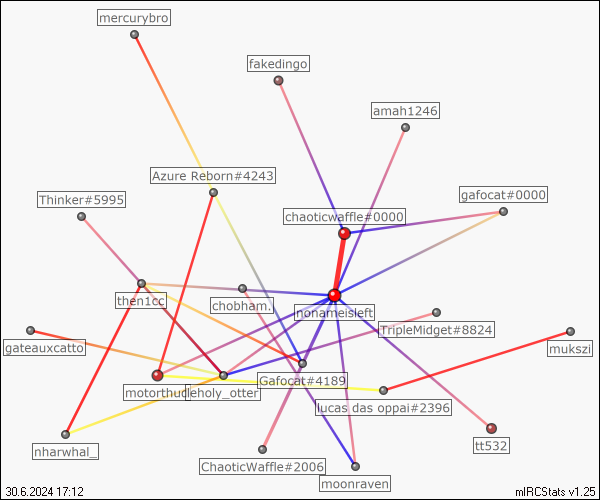 mercurybro
fakedingo
amah1246
Azure Reborn#4243
Thinker#5995
gafocat#0000
chaoticwaffle#0000
then1cc
chobham.
nonameisleft
TripleMidget#8824
gateauxcatto
mukszi
Gafocat#4189
motorthud
eholy_otter
lucas das oppai#2396
nharwhal_
tt532
ChaoticWaffle#2006
moonraven
30.6.2024 17:12
mIRCStats v1.25